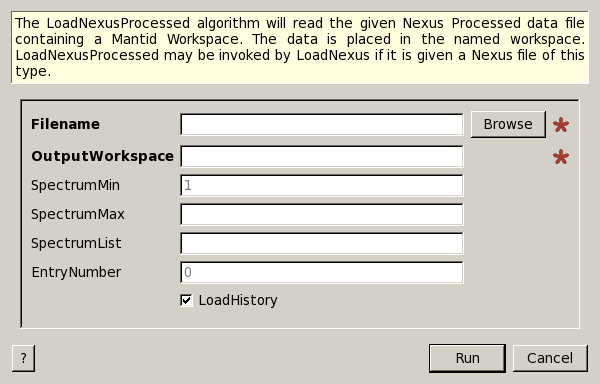 The LoadNexusProcessed algorithm will read the given Nexus Processed data file
containing a Mantid Workspace. The data is placed in the named workspace.
LoadNexusProcessed may be invoked by LoadNexus if it is given a Nexus file of this
type.
Filename
Browse
OutputWorkspace
SpectrumMin 1
SpectrumMax
SpectrumList
EntryNumber 0
LoadHistory
? Run Cancel